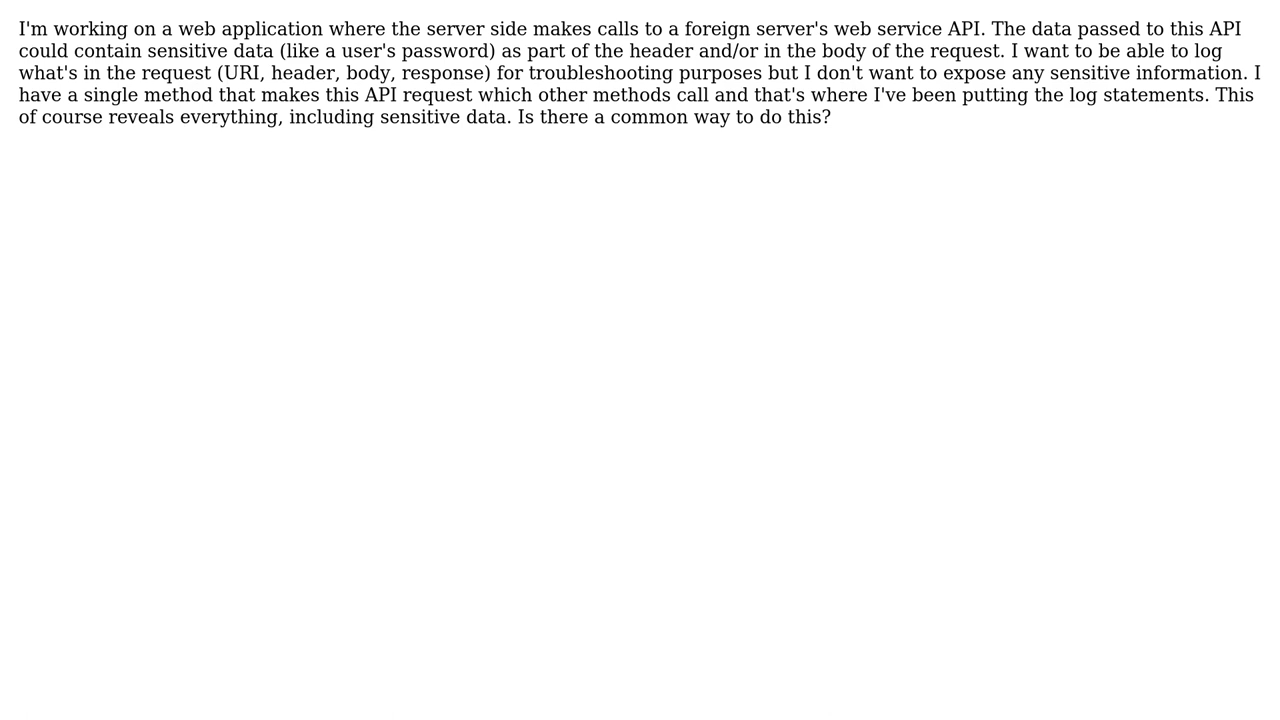 I'm working on a web application where the server side makes calls to a foreign server's web service API. The data passed to this API
could contain sensitive data (like a user's password) as part of the header and/or in the body of the request. I want to be able to log
what's in the request (URI, header, body, response) for troubleshooting purposes but I don't want to expose any sensitive information. I
have a single method that makes this API request which other methods call and that's where I've been putting the log statements. This
of course reveals everything, including sensitive data. Is there a common way to do this?